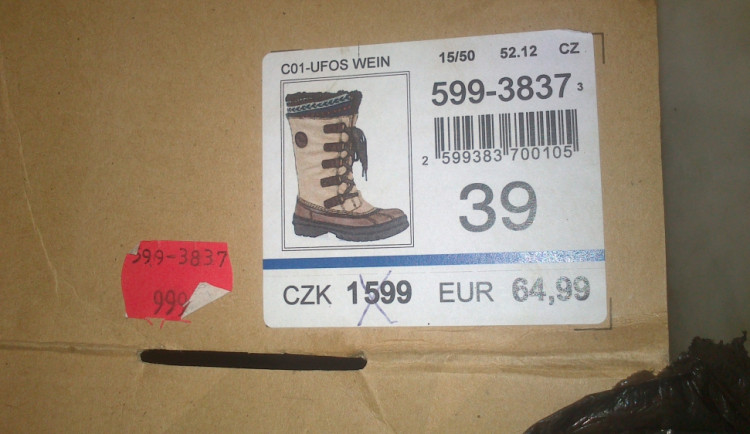 C01-UFOS WEIN
15/50 52.12 CZ
599-3837 3
2 599383 700105
39
CZK 1599 EUR 64,99
599-3837
999